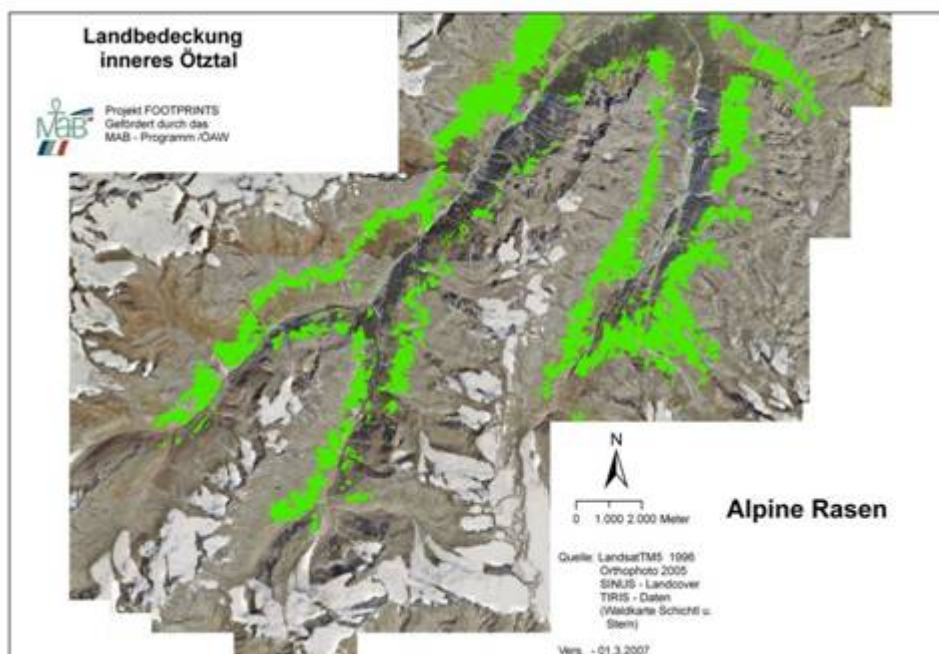 Landbedeckung
inneres Ötztal
MaB
Projekt FOOTPRINTS
Gefördert durch das
MAB - Programm /ÖAW
N
0 1.000 2.000 Meter
Alpine Rasen
Quelle: LandsatTM5 1996
Orthophoto 2005
SINUS - Landcover
TIRIS - Daten
(Waldkarte Schichtl u.
Stern)
Vers. - 01.3.2007